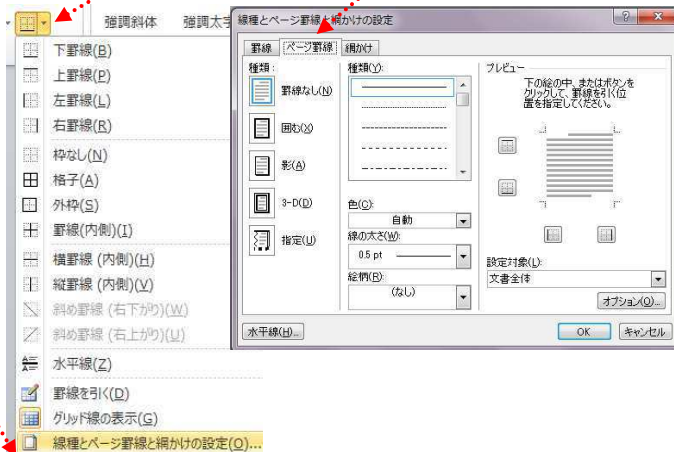 強調斜体 強調太字
下罫線(B)
上罫線(P)
左罫線(L)
右罫線(R)
枠なし(N)
格子(A)
外枠(S)
罫線(内側)(I)
横罫線 (内側)(H)
縦罫線 (内側)(V)
斜め罫線 (右下がり)(W)
斜め罫線 (右上がり)(U)
水平線(Z)
罫線を引く(D)
グリッド線の表示(G)
線種とページ罫線と網かけの設定(O)...
線種とページ罫線と網かけの設定
罫線 ページ罫線 網かけ
種類:
罫線なし(N)
囲む(X)
影(A)
3-D(D)
指定(U)
種類(Y):
色(C):
自動
線の太さ(W):
0.5 pt
絵柄(R):
(なし)
プレビュー
下の絵の中、またはボタンを
クリックして、罫線を引く位
置を指定してください。
設定対象(L):
文書全体
オプション(O)...
水平線(H)...
OK キャンセル